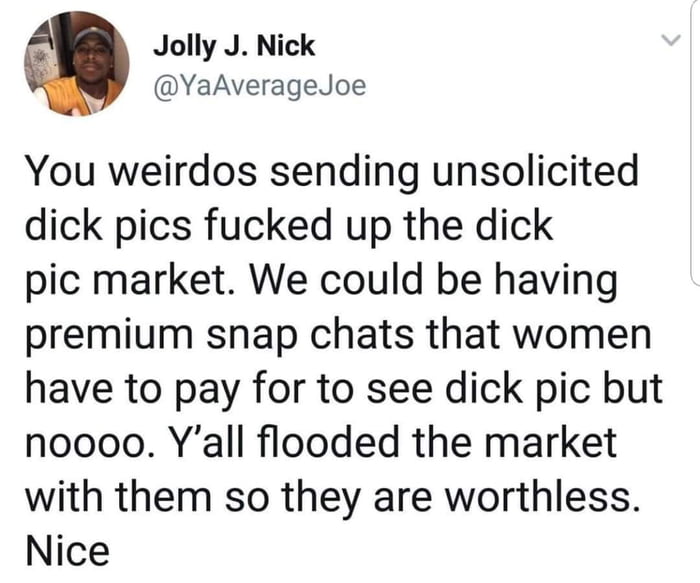 Jolly J. Nick
@YaAverageJoe
You weirdos sending unsolicited
dick pics fucked up the dick
pic market. We could be having
premium snap chats that women
have to pay for to see dick pic but
noooo. Y'all flooded the market
with them so they are worthless.
Nice